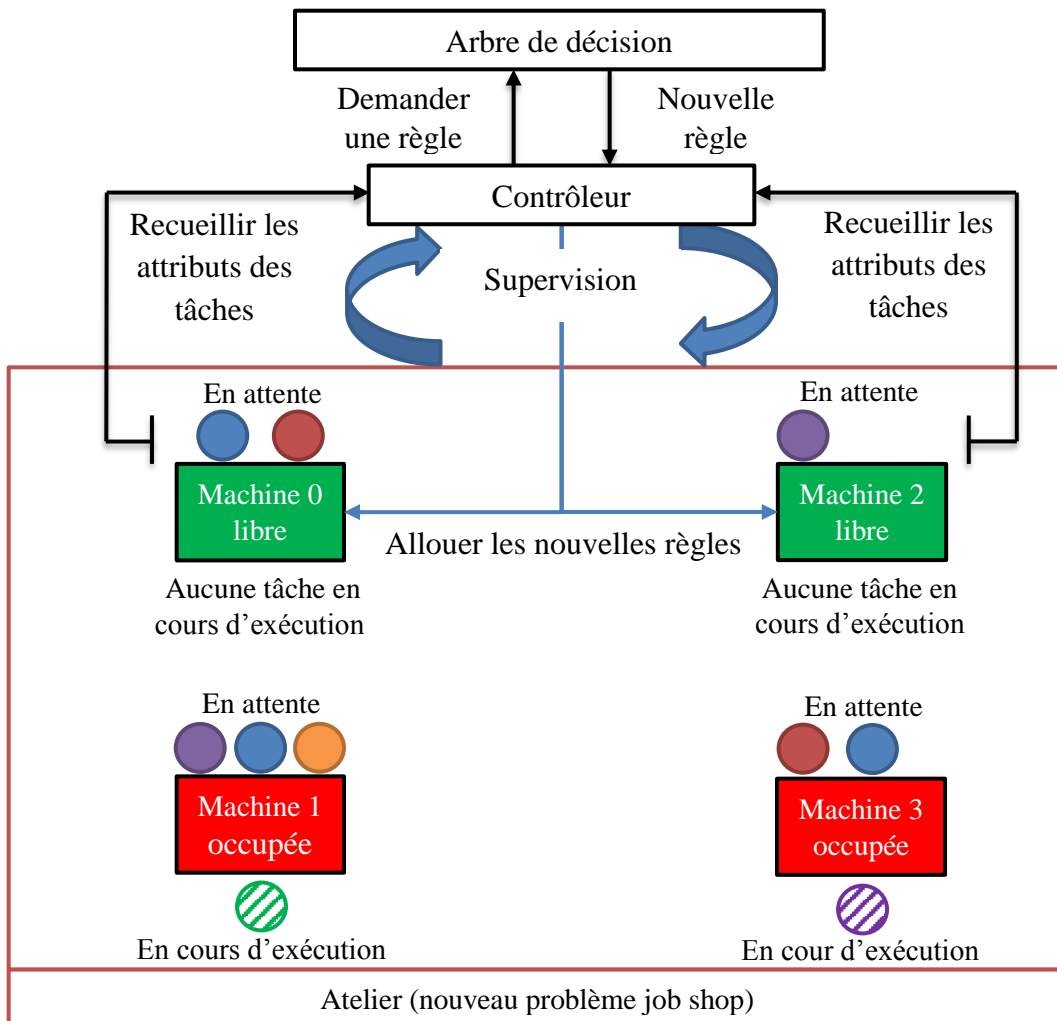 Arbre de décision
Demander
une règle
Nouvelle
règle
Contrôleur
Recueillir les
attributs des
tâches
Supervision
Recueillir les
attributs des
tâches
En attente
En attente
Machine 0
libre
Machine 2
libre
Allouer les nouvelles règles
Aucune tâche en
cours d’exécution
Aucune tâche en
cours d’exécution
En attente
En attente
Machine 1
occupée
Machine 3
occupée
En cours d’exécution
En cour d’exécution
Atelier (nouveau problème job shop)